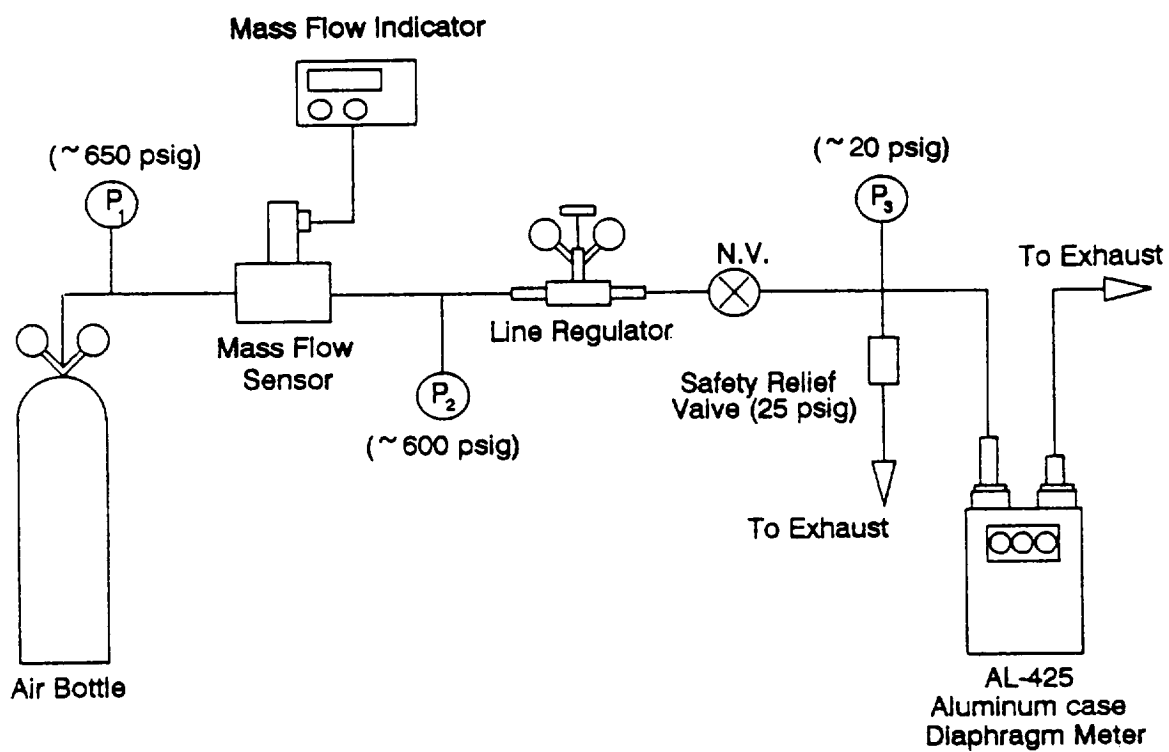 Mass Flow Indicator
(~650 psig)
P1
Mass Flow
Sensor
P2
(~600 psig)
Line Regulator
N.V.
(~20 psig)
P3
Safety Relief
Valve (25 psig)
To Exhaust
To Exhaust
Air Bottle
AL-425
Aluminum case
Diaphragm Meter